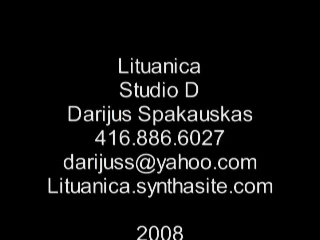 Lituanica
Studio D
Darijus Spakauskas
416.886.6027
darijuss@yahoo.com
Lituanica.synthasite.com
2008